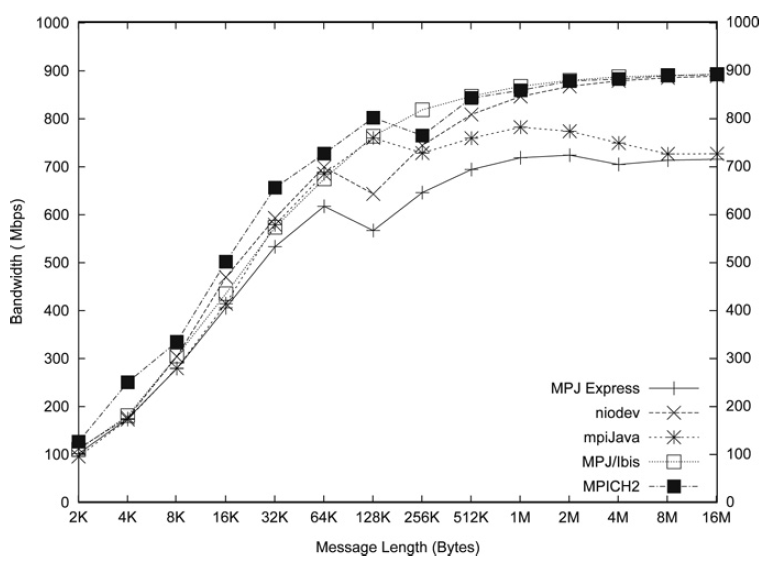 1000 1000
900 900
800 800
700 700
600 600
500 500
400 400
300 300
200 200
100 100
0 0
Bandwidth ( Mbps)
MPJ Express
niodev
mpiJava
MPJ/Ibis
MPICH2
2K 4K 8K 16K 32K 64K 128K 256K 512K 1M 2M 4M 8M 16M
Message Length (Bytes)